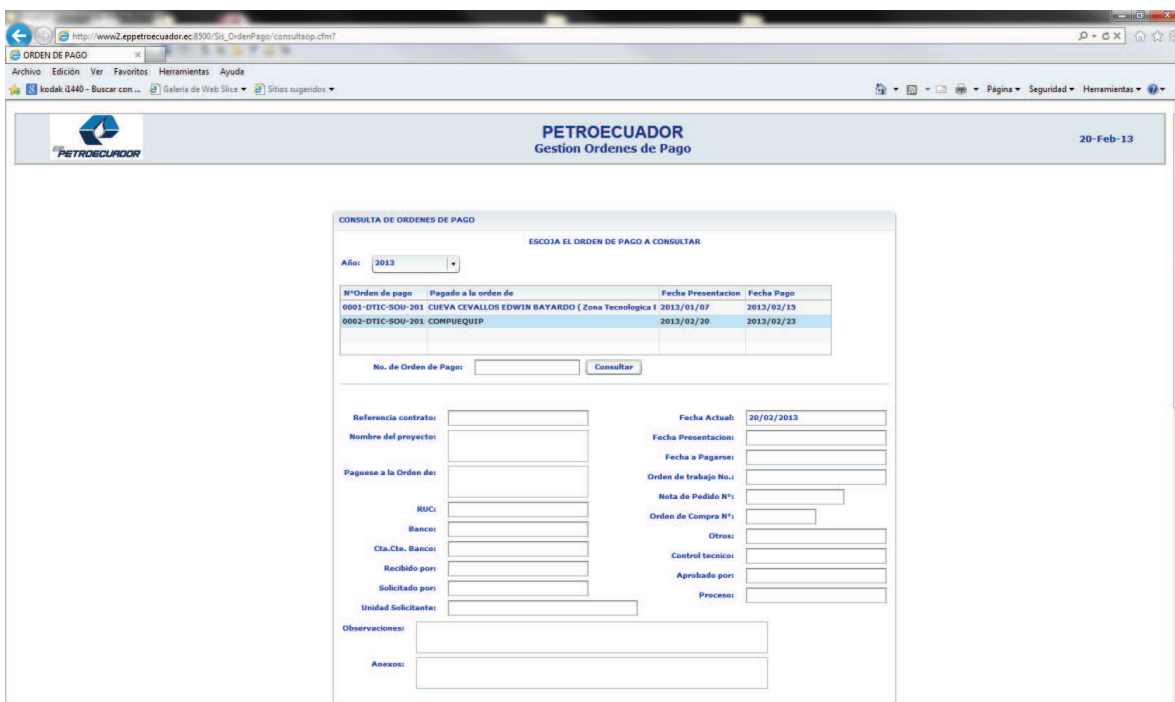 http://www2.eppetroecuador.ec:8500/Sis_OrdenPago/consultaop.cfm?
ORDEN DE PAGO
Archivo Edición Ver Favoritos Herramientas Ayuda
kodak i1440 - Buscar con ... Galería de Web Slice Sitios sugeridos Página Seguridad Herramientas
EP PETROECUADOR
PETROECUADOR
Gestion Ordenes de Pago
20-Feb-13
CONSULTA DE ORDENES DE PAGO
ESCOJA EL ORDEN DE PAGO A CONSULTAR
Año: 2013
N°Orden de pago Pagado a la orden de Fecha Presentacion Fecha Pago
0001-DTIC-SOU-201 CUEVA CEVALLOS EDWIN BAYARDO ( Zona Tecnologica 2013/01/07 2013/02/15
0002-DTIC-SOU-201 COMPUEQUIP 2013/02/20 2013/02/23
No. de Orden de Pago: Consultar
Referencia contrato: Fecha Actual: 20/02/2013
Nombre del proyecto: Fecha Presentacion:
Fecha a Pagarse:
Paguese a la Orden de: Orden de trabajo No.:
Nota de Pedido N°:
RUC: Orden de Compra N°:
Banco: Otros:
Cta.Cte. Banco: Control tecnico:
Recibido por: Aprobado por:
Solicitado por: Proceso:
Unidad Solicitante:
Observaciones:
Anexos: